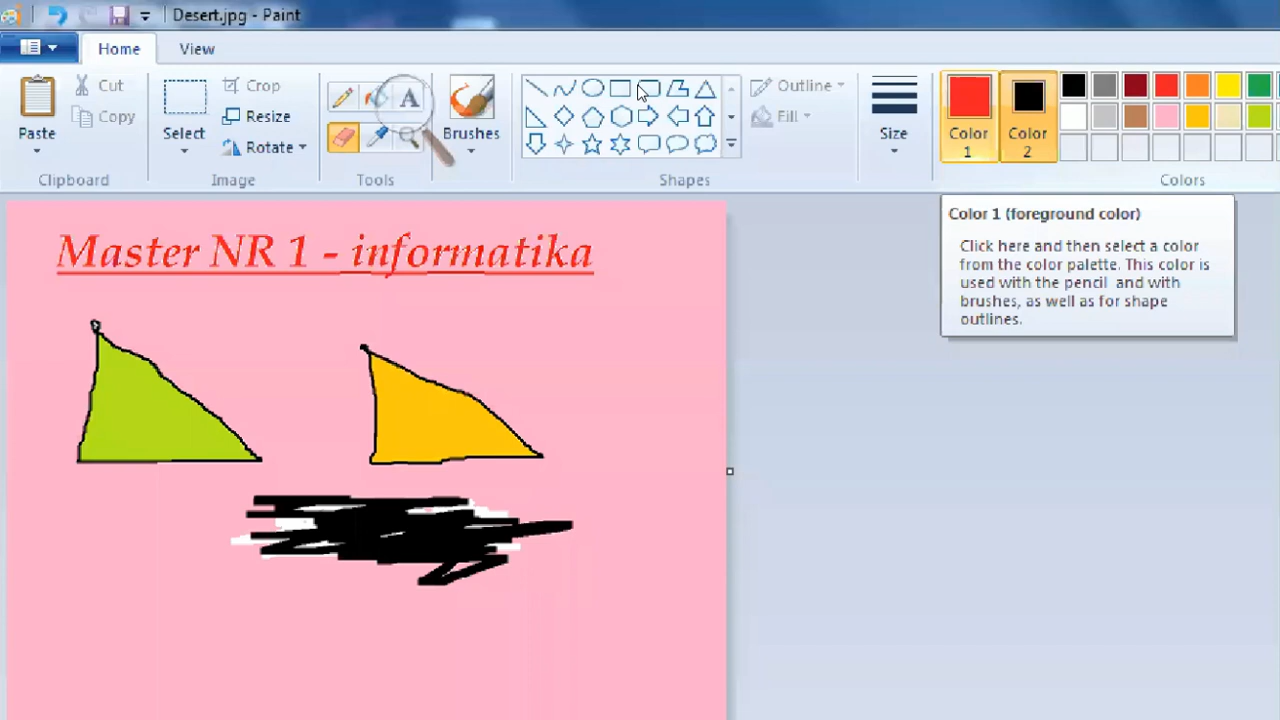 Desert.jpg - Paint
Home View
Paste
Cut
Copy
Clipboard
Select
Crop
Resize
Rotate
Image
A
Tools
Brushes
Shapes
Outline
Fill
Size
Color 1
Color 2
Colors
Color 1 (foreground color)
Click here and then select a color
from the color palette. This color is
used with the pencil and with
brushes, as well as for shape
outlines.
Master NR 1 - informatika